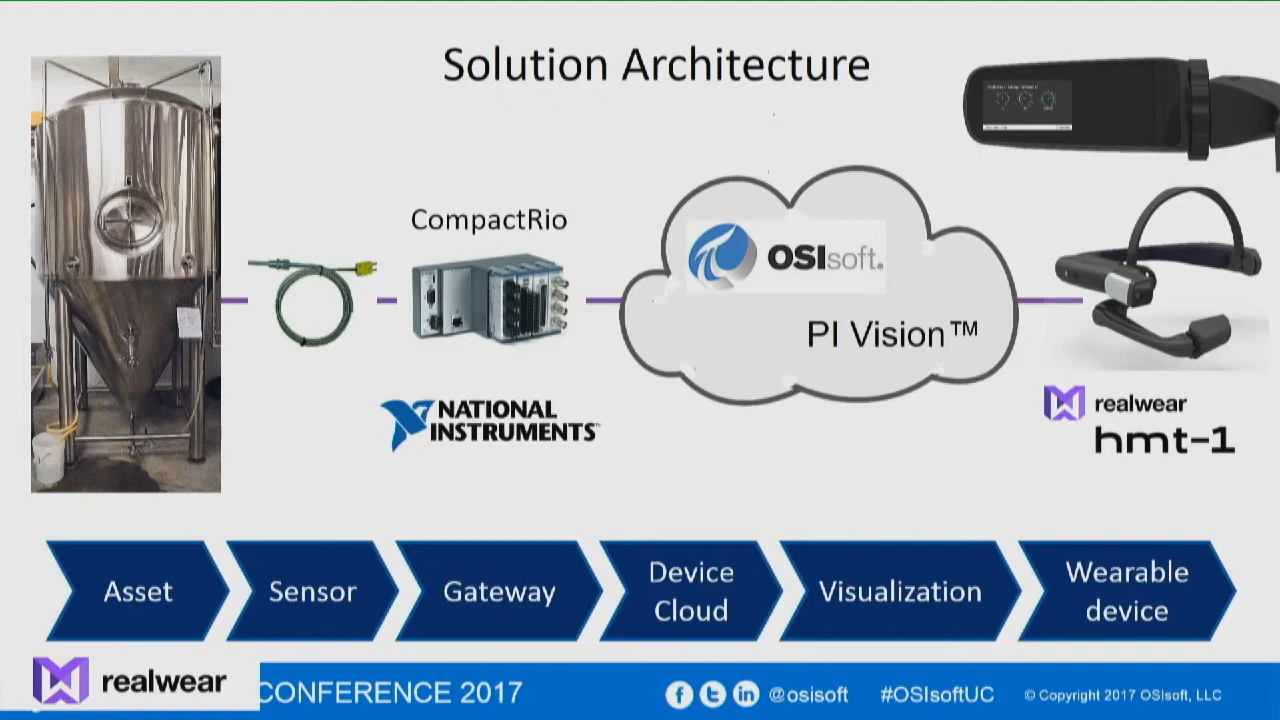 Solution Architecture
CompactRio
OSIsoft.
PI Vision™
NATIONAL
INSTRUMENTS™
realwear
hmt-1
Asset
Sensor
Gateway
Device
Cloud
Visualization
Wearable
device
realwear
CONFERENCE 2017
@osisoft
#OSIsoftUC
© Copyright 2017 OSIsoft, LLC